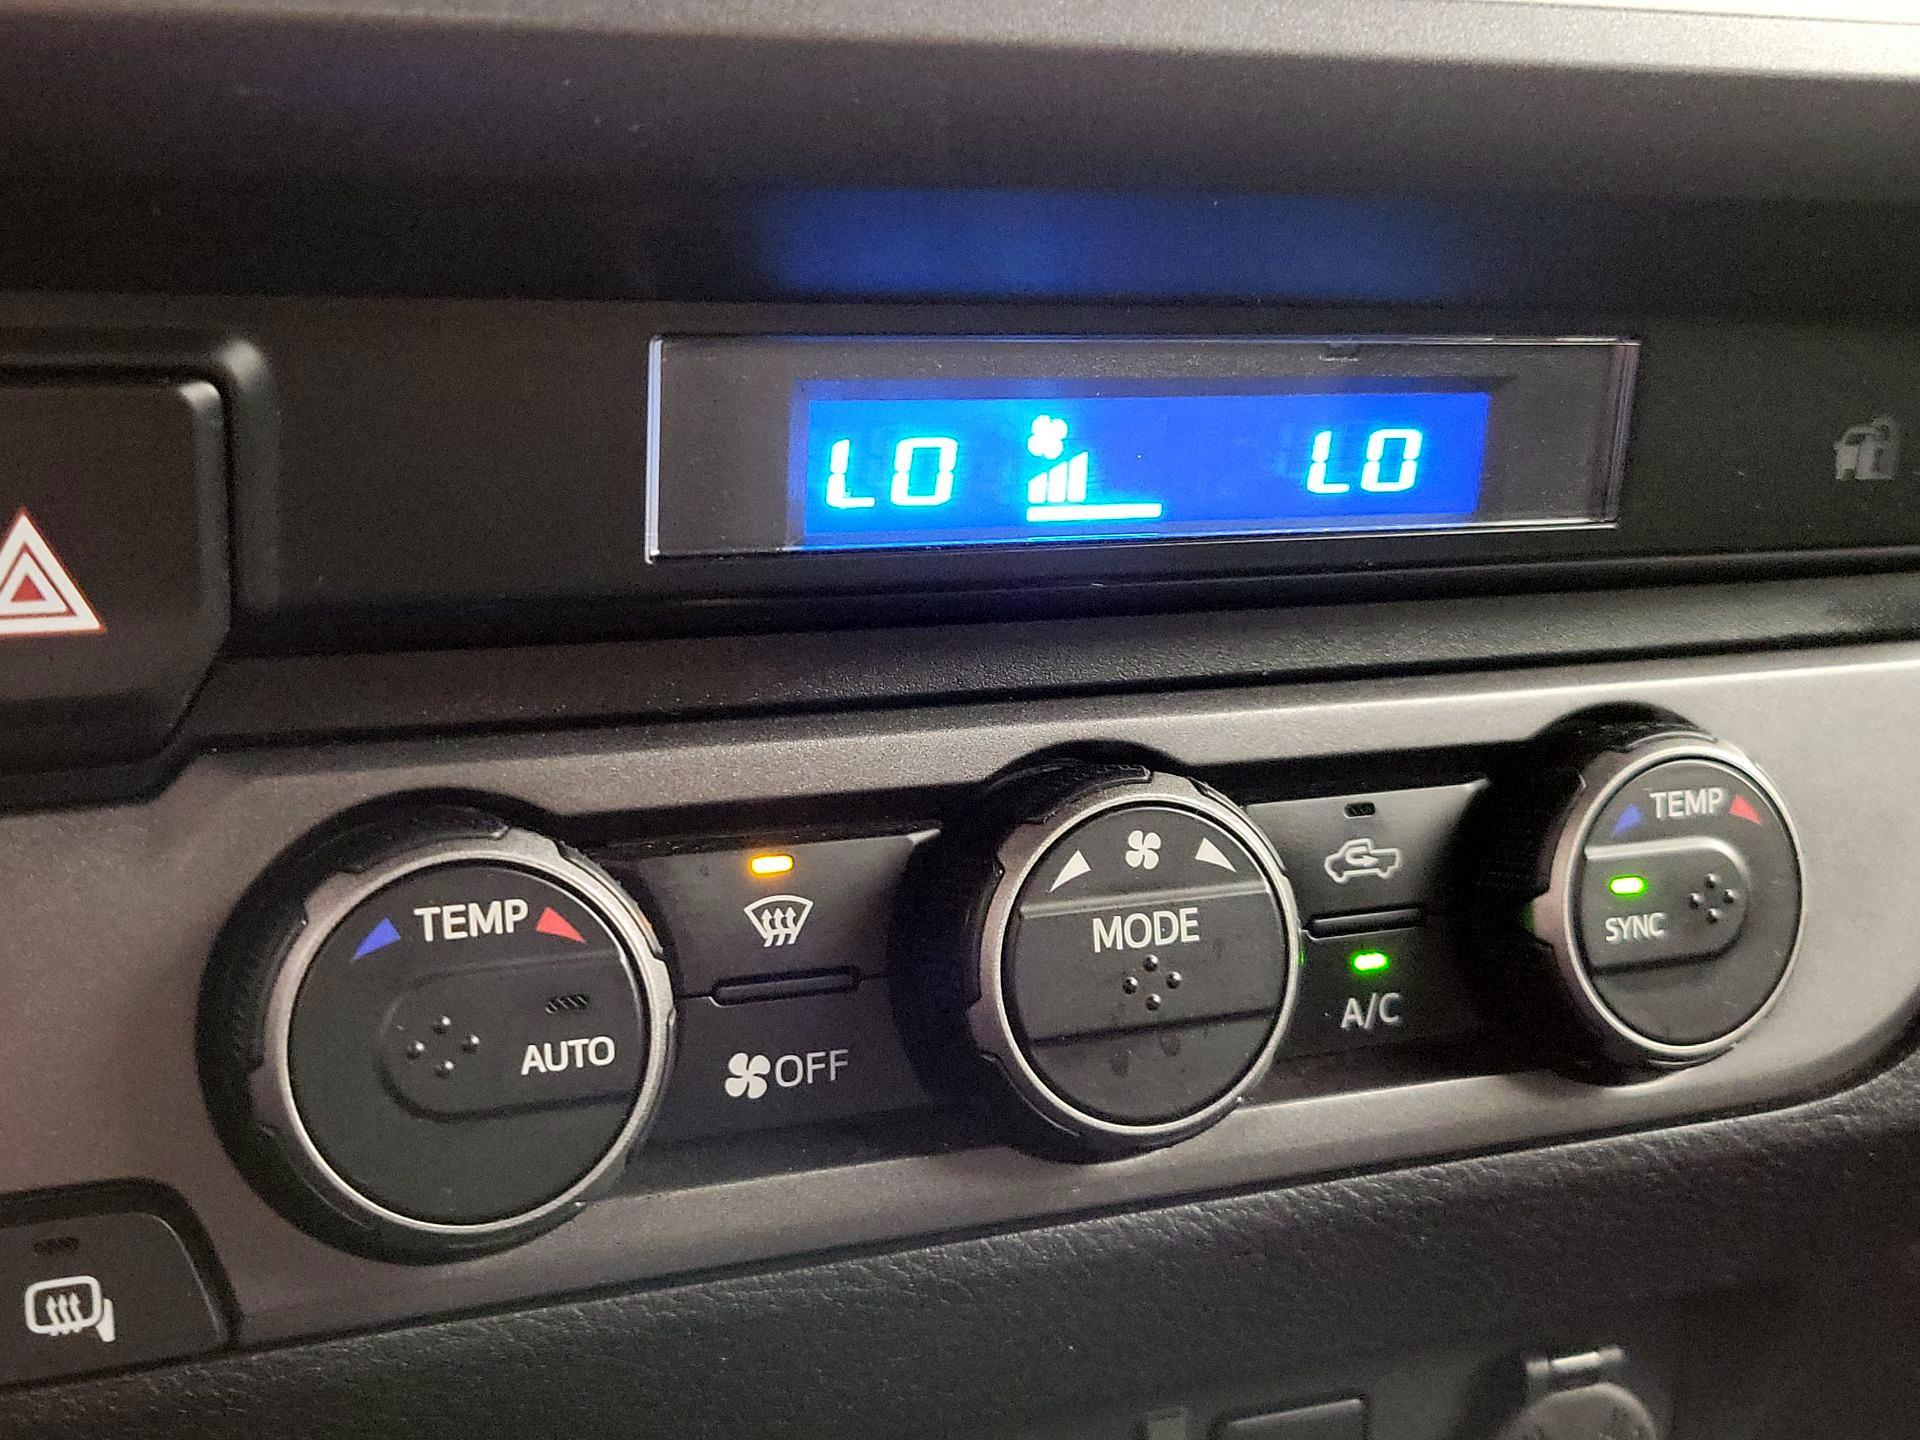 LO LO
TEMP
AUTO
OFF
MODE
A/C
TEMP
SYNC